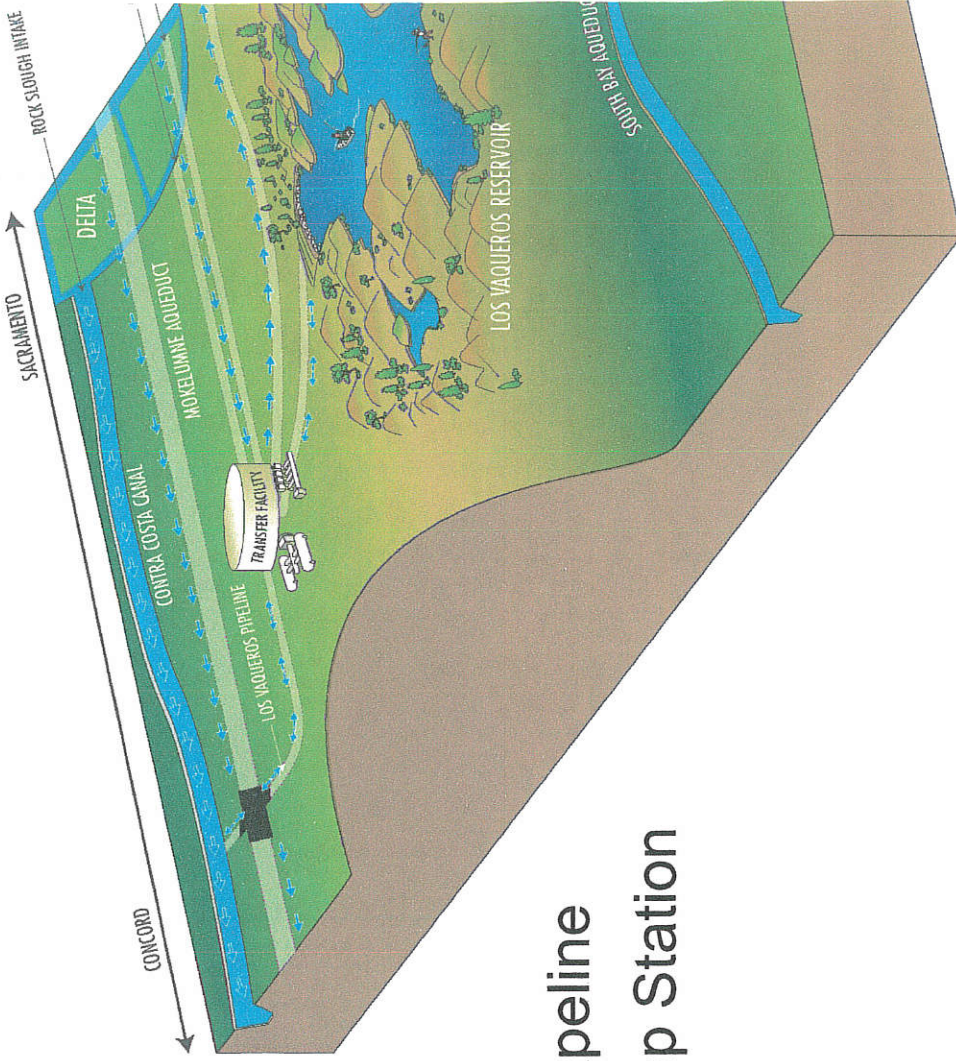 SACRAMENTO
CONCORD
ROCK SLOUGH INTAKE
DELTA
CONTRA COSTA CANAL
MOKELUMNE AQUEDUCT
LOS VAQUEROS PIPELINE
TRANSFER FACILITY
LOS VAQUEROS RESERVOIR
SOUTH BAY AQUEDUC
peline
p Station